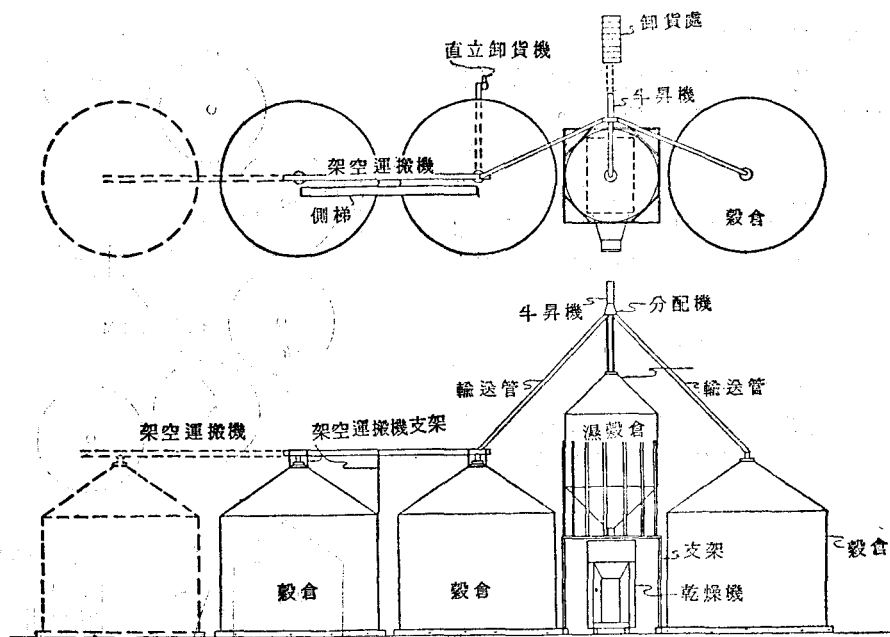 卸貨處
直立卸貨機
斗昇機
架空運搬機
側梯
穀倉
斗昇機
分配機
輸送管
輸送管
架空運搬機
架空運搬機支架
濕穀倉
穀倉
支架
穀倉
穀倉
乾燥機